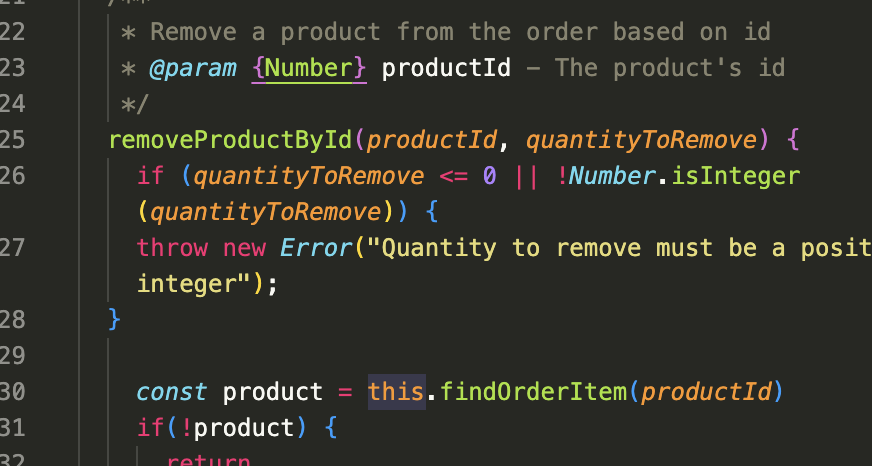 /**
22 * Remove a product from the order based on id
23 * @param {Number} productId – The product's id
24 */
25 removeProductById(productId, quantityToRemove) {
26 if (quantityToRemove <= 0 || !Number.isInteger
(quantityToRemove)) {
27 throw new Error("Quantity to remove must be a posit
integer");
28 }
29
30 const product = this.findOrderItem(productId)
31 if(!product) {
32 return